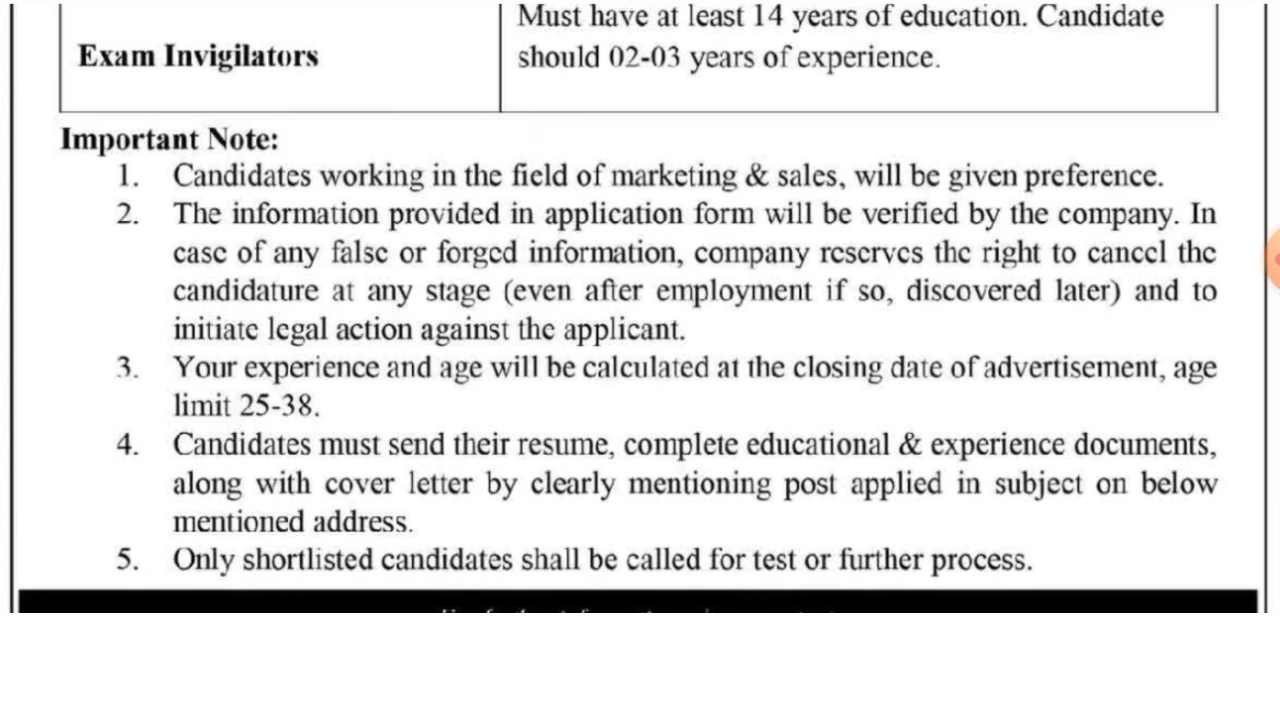 Must have at least 14 years of education. Candidate
Exam Invigilators
should 02-03 years of experience.
Important Note:
1. Candidates working in the field of marketing & sales, will be given preference.
2. The information provided in application form will be verified by the company. In
case of any false or forged information, company reserves the right to cancel the
candidature at any stage (even after employment if so, discovered later) and to
initiate legal action against the applicant.
3. Your experience and age will be calculated at the closing date of advertisement, age
limit 25-38.
4. Candidates must send their resume, complete educational & experience documents,
along with cover letter by clearly mentioning post applied in subject on below
mentioned address.
5. Only shortlisted candidates shall be called for test or further process.